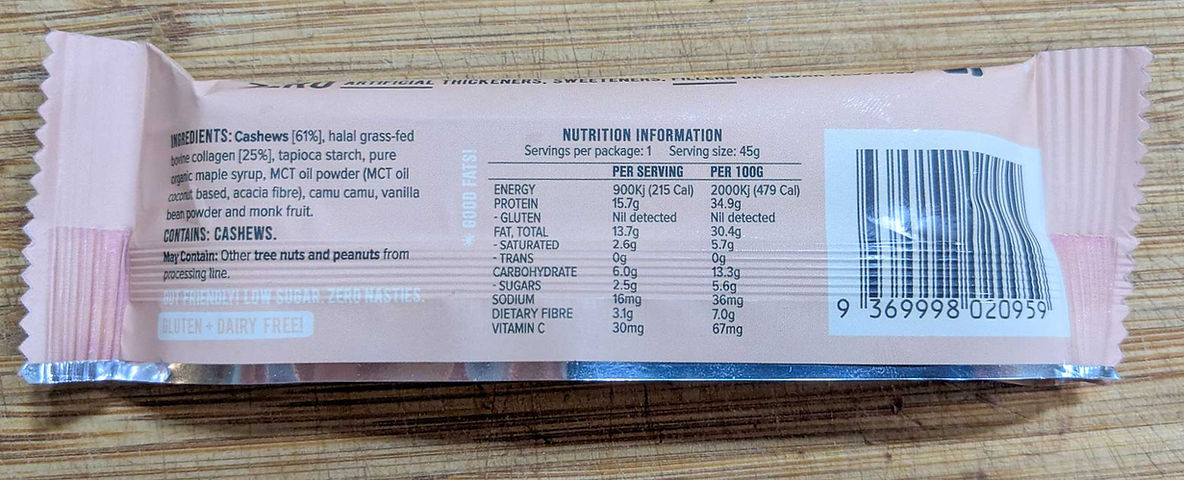 ARTIFICIAL THICKENERS, SWEETENERS, FILLERS OR SUGAR
INGREDIENTS: Cashews [61%], halal grass-fed
bovine collagen [25%], tapioca starch, pure
organic maple syrup, MCT oil powder (MCT oil
coconut based, acacia fibre), camu camu, vanilla
bean powder and monk fruit.
CONTAINS: CASHEWS.
May Contain: Other tree nuts and peanuts from
processing line.
GUT FRIENDLY! LOW SUGAR. ZERO NASTIES.
GLUTEN + DAIRY FREE!
* GOOD FATS!
NUTRITION INFORMATION
Servings per package: 1 Serving size: 45g
PER SERVING PER 100G
ENERGY 900Kj (215 Cal) 2000Kj (479 Cal)
PROTEIN 15.7g 34.9g
- GLUTEN Nil detected Nil detected
FAT, TOTAL 13.7g 30.4g
- SATURATED 2.6g 5.7g
- TRANS 0g 0g
CARBOHYDRATE 6.0g 13.3g
- SUGARS 2.5g 5.6g
SODIUM 16mg 36mg
DIETARY FIBRE 3.1g 7.0g
VITAMIN C 30mg 67mg
9 369998 020959